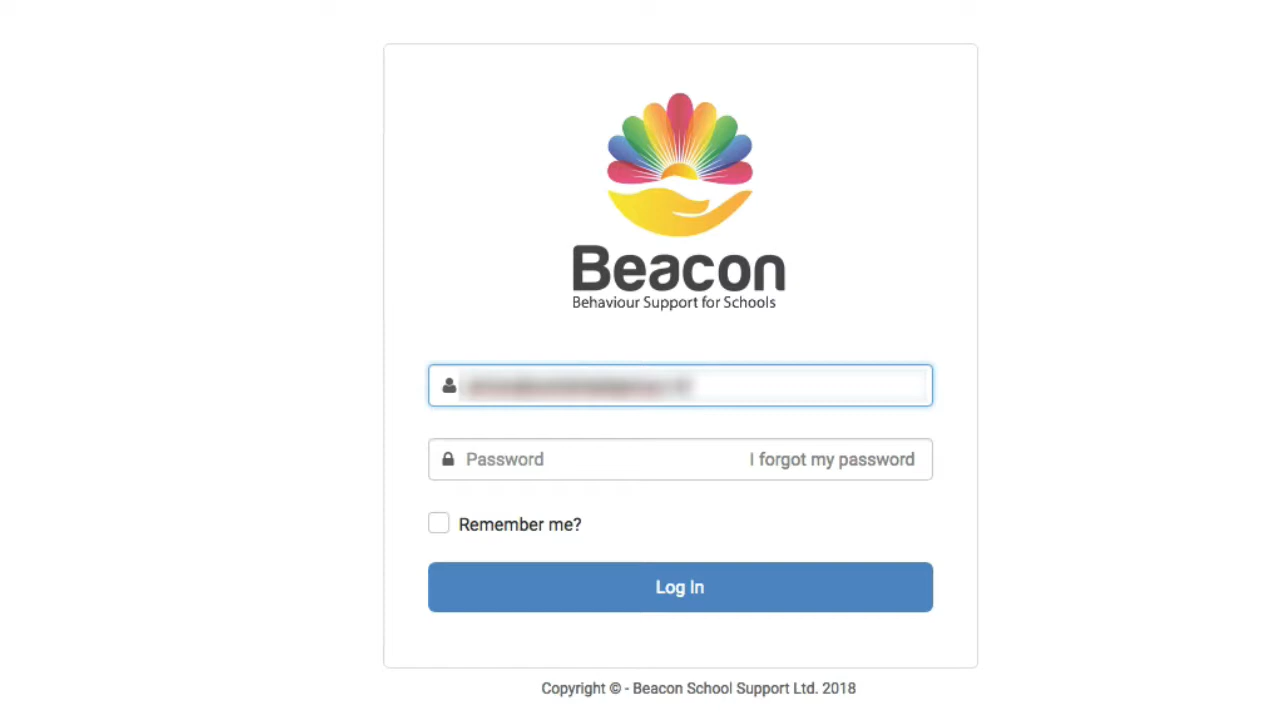 Beacon
Behaviour Support for Schools
Password
I forgot my password
Remember me?
Log In
Copyright © - Beacon School Support Ltd. 2018